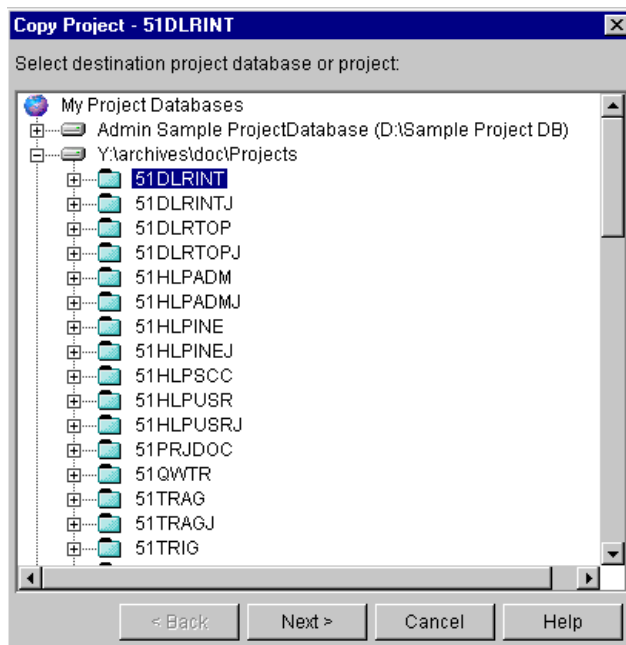 Copy Project - 51DLRINT
Select destination project database or project:
My Project Databases
Admin Sample ProjectDatabase (D:\Sample Project DB)
Y:\archives\doc\Projects
51DLRINT
51DLRINTJ
51DLRTOP
51DLRTOPJ
51HLPADM
51HLPADMJ
51HLPINE
51HLPINEJ
51HLPSCC
51HLPUSR
51HLPUSRJ
51PRJDOC
51QWTR
51TRAG
51TRAGJ
51TRIG
< Back Next > Cancel Help